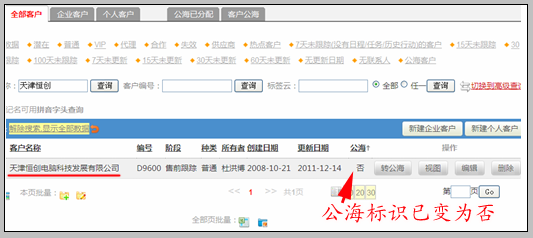 全部客户 企业客户 个人客户 公海已分配 客户公海
数据 潜在 普通 VIP 代理 合作 失效 供应商 热点客户 7天未跟踪/没有日程/任务/历史行动的客户 15天未跟踪 30
踪 100天未跟踪 7天未更新 15天未更新 30天未更新 60天未更新 无更新日期 无联系人 公海客户
称: 天津恒创 查询 客户编号: 查询 标签云: 全部 任一 查询 切换到高级查
记名可用拼音字头查询
解除搜索,显示全部数据 新建企业客户 新建个人客户
客户名称 编号 阶段 种类 所有者 创建日期 更新日期 公海↑ 操作
天津恒创电脑科技发展有限公司 D9600 售前跟踪 普通 杜洪博 2008-10-21 2011-12-14 否 转公海 视图 编辑 删除
本页批量: << 1 >> 共1页 20 30 第 页 Go
公海标识已变为否
全部页批量: